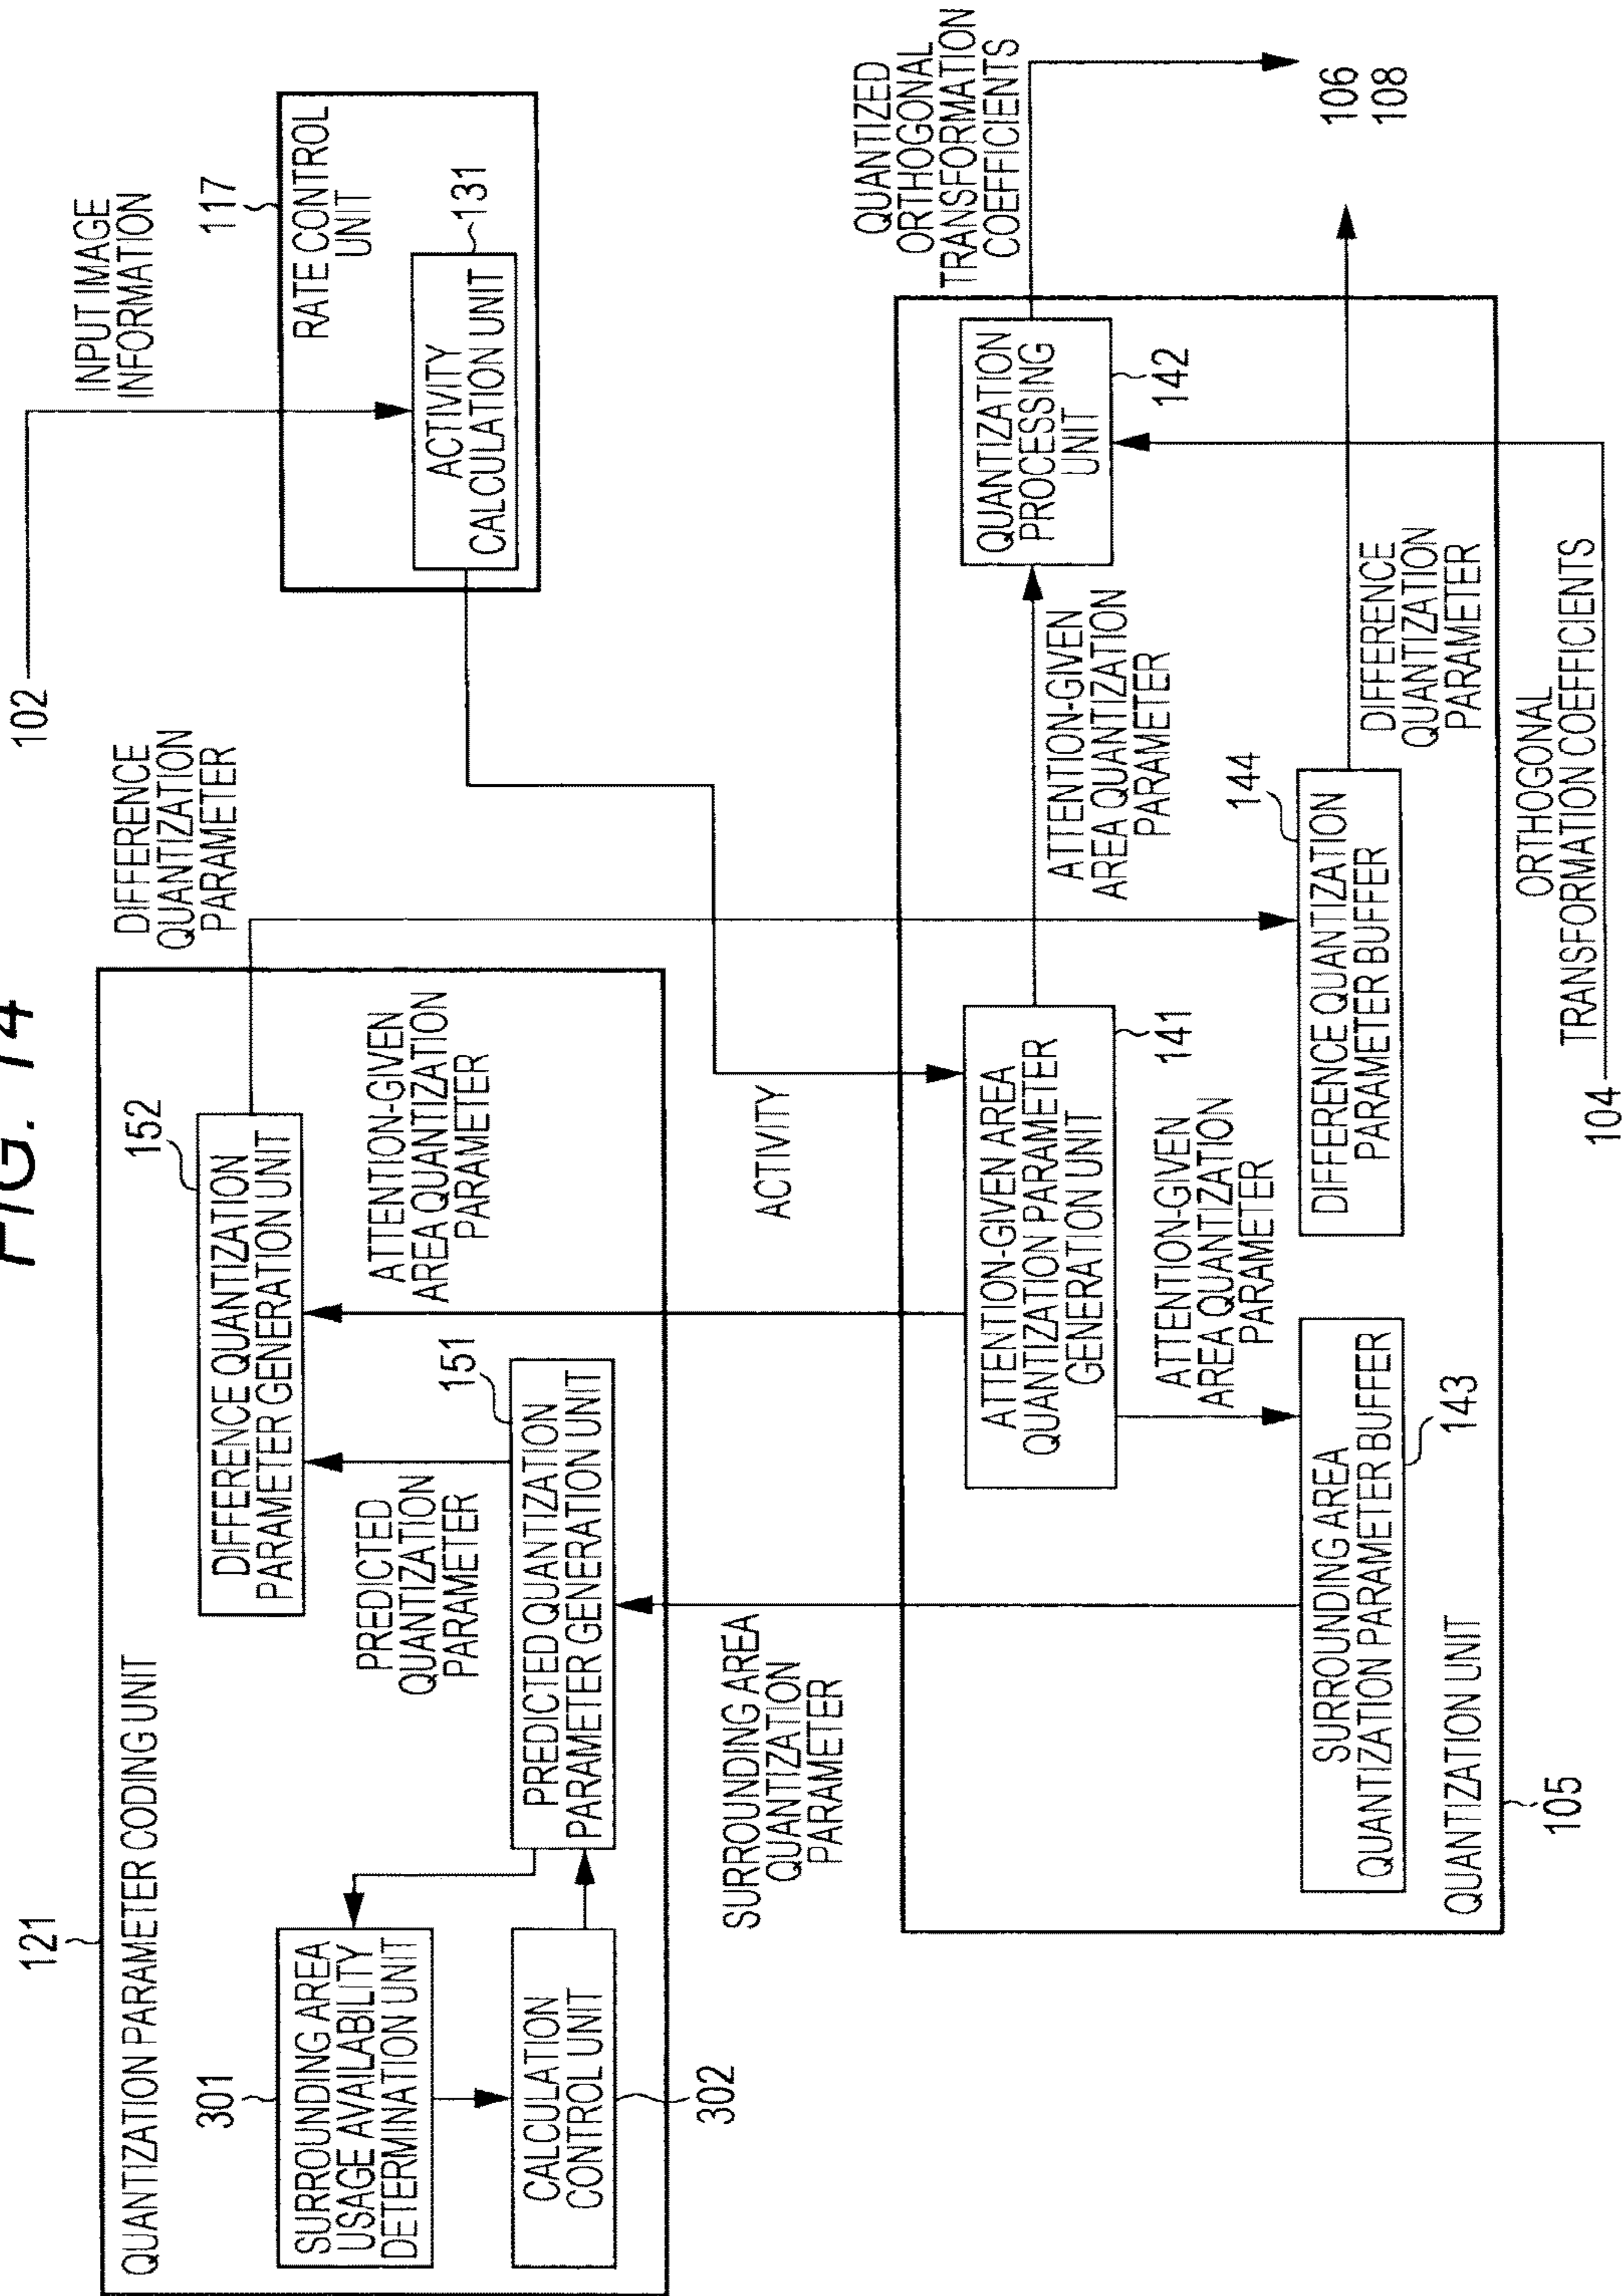 FIG. 14
121
QUANTIZATION PARAMETER CODING UNIT
301
SURROUNDING AREA
USAGE AVAILABILITY
DETERMINATION UNIT
CALCULATION
CONTROL UNIT
302
152
DIFFERENCE QUANTIZATION
PARAMETER GENERATION UNIT
PREDICTED
QUANTIZATION
PARAMETER
151
PREDICTED QUANTIZATION
PARAMETER GENERATION UNIT
ATTENTION-GIVEN
AREA QUANTIZATION
PARAMETER
DIFFERENCE
QUANTIZATION
PARAMETER
102
INPUT IMAGE
INFORMATION
117
RATE CONTROL
UNIT
ACTIVITY
CALCULATION UNIT
131
SURROUNDING AREA
QUANTIZATION
PARAMETER
ACTIVITY
QUANTIZED
ORTHOGONAL
TRANSFORMATION
COEFFICIENTS
106
108
ATTENTION-GIVEN AREA
QUANTIZATION PARAMETER
GENERATION UNIT
141
ATTENTION-GIVEN
AREA QUANTIZATION
PARAMETER
QUANTIZATION
PROCESSING
UNIT
142
ATTENTION-GIVEN
AREA QUANTIZATION
PARAMETER
SURROUNDING AREA
QUANTIZATION PARAMETER BUFFER
143
144
DIFFERENCE QUANTIZATION
PARAMETER BUFFER
DIFFERENCE
QUANTIZATION
PARAMETER
QUANTIZATION UNIT
105
104
ORTHOGONAL
TRANSFORMATION COEFFICIENTS